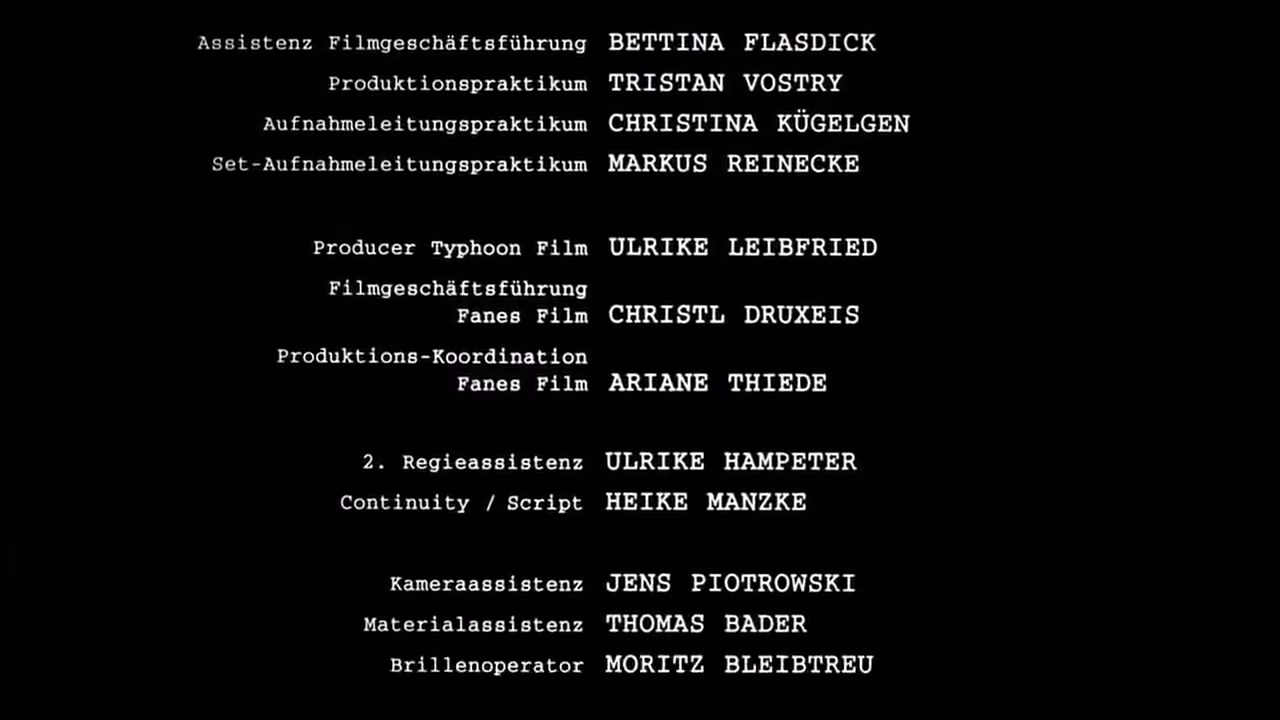 Assistenz Filmgeschäftsführung BETTINA FLASDICK
Produktionspraktikum TRISTAN VOSTRY
Aufnahmeleitungspraktikum CHRISTINA KÜGELGEN
Set-Aufnahmeleitungspraktikum MARKUS REINECKE
Producer Typhoon Film ULRIKE LEIBFRIED
Filmgeschäftsführung
Fanes Film CHRISTL DRUXEIS
Produktions-Koordination
Fanes Film ARIANE THIEDE
2. Regieassistenz ULRIKE HAMPETER
Continuity / Script HEIKE MANZKE
Kameraassistenz JENS PIOTROWSKI
Materialassistenz THOMAS BADER
Brillenoperator MORITZ BLEIBTREU